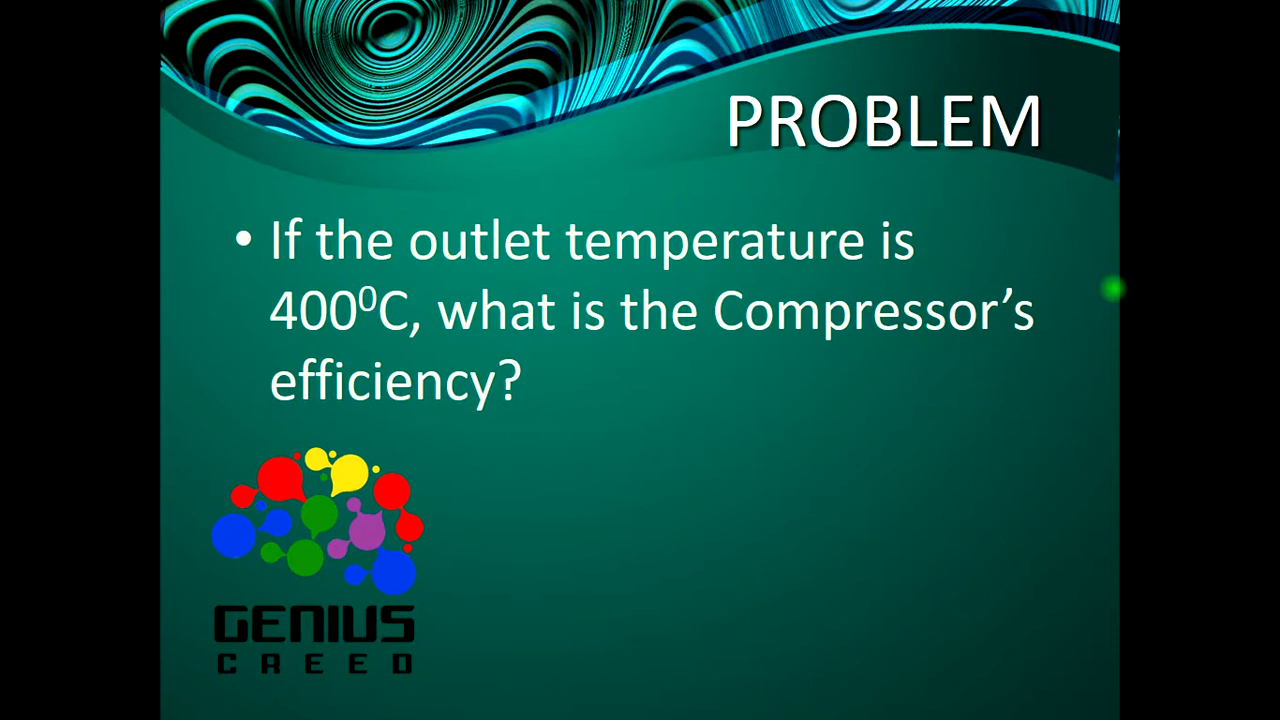 PROBLEM
• If the outlet temperature is
400⁰C, what is the Compressor’s
efficiency?
GENIUS
CREED